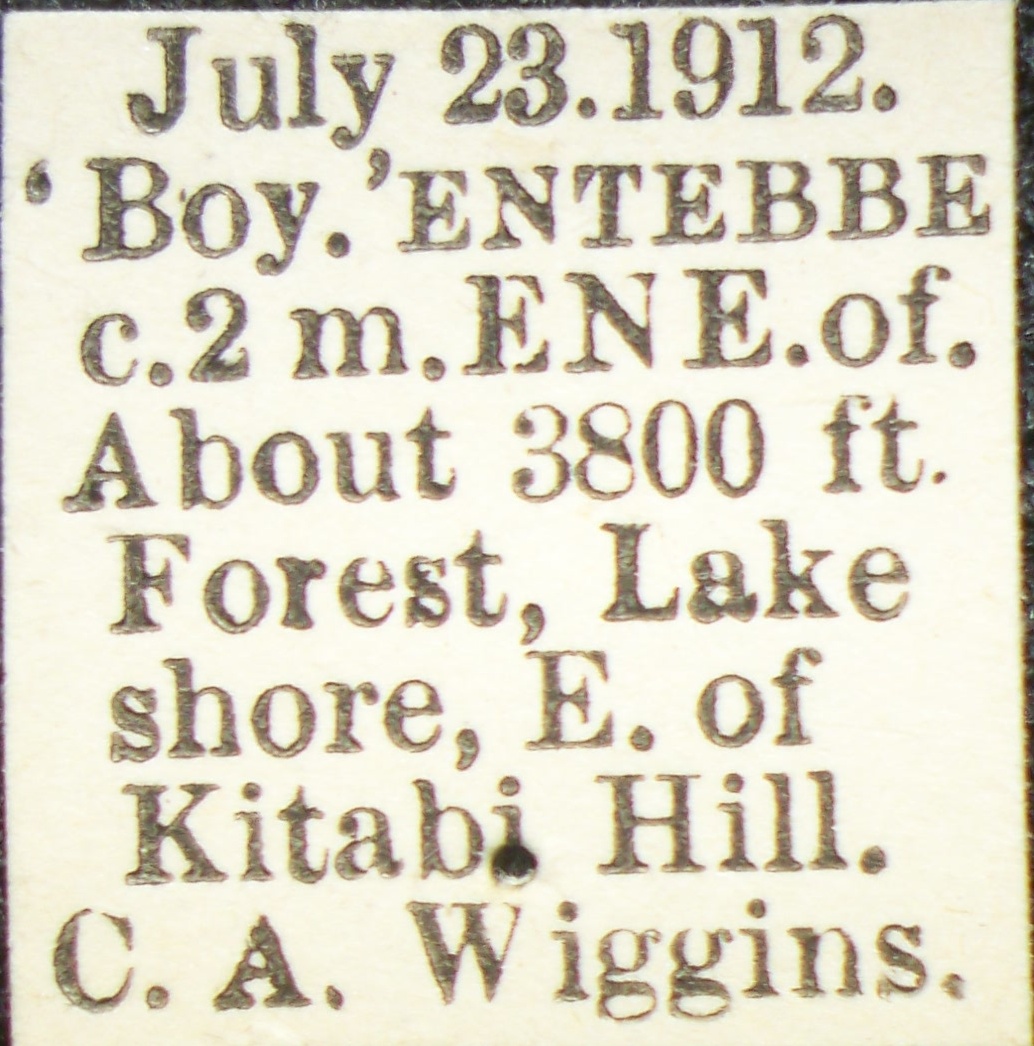 July 23.1912.
‘Boy.’ENTEBBE
c.2 m.ENE.of.
About 3800 ft.
Forest, Lake
shore, E. of
Kitabi Hill.
C. A. Wiggins.